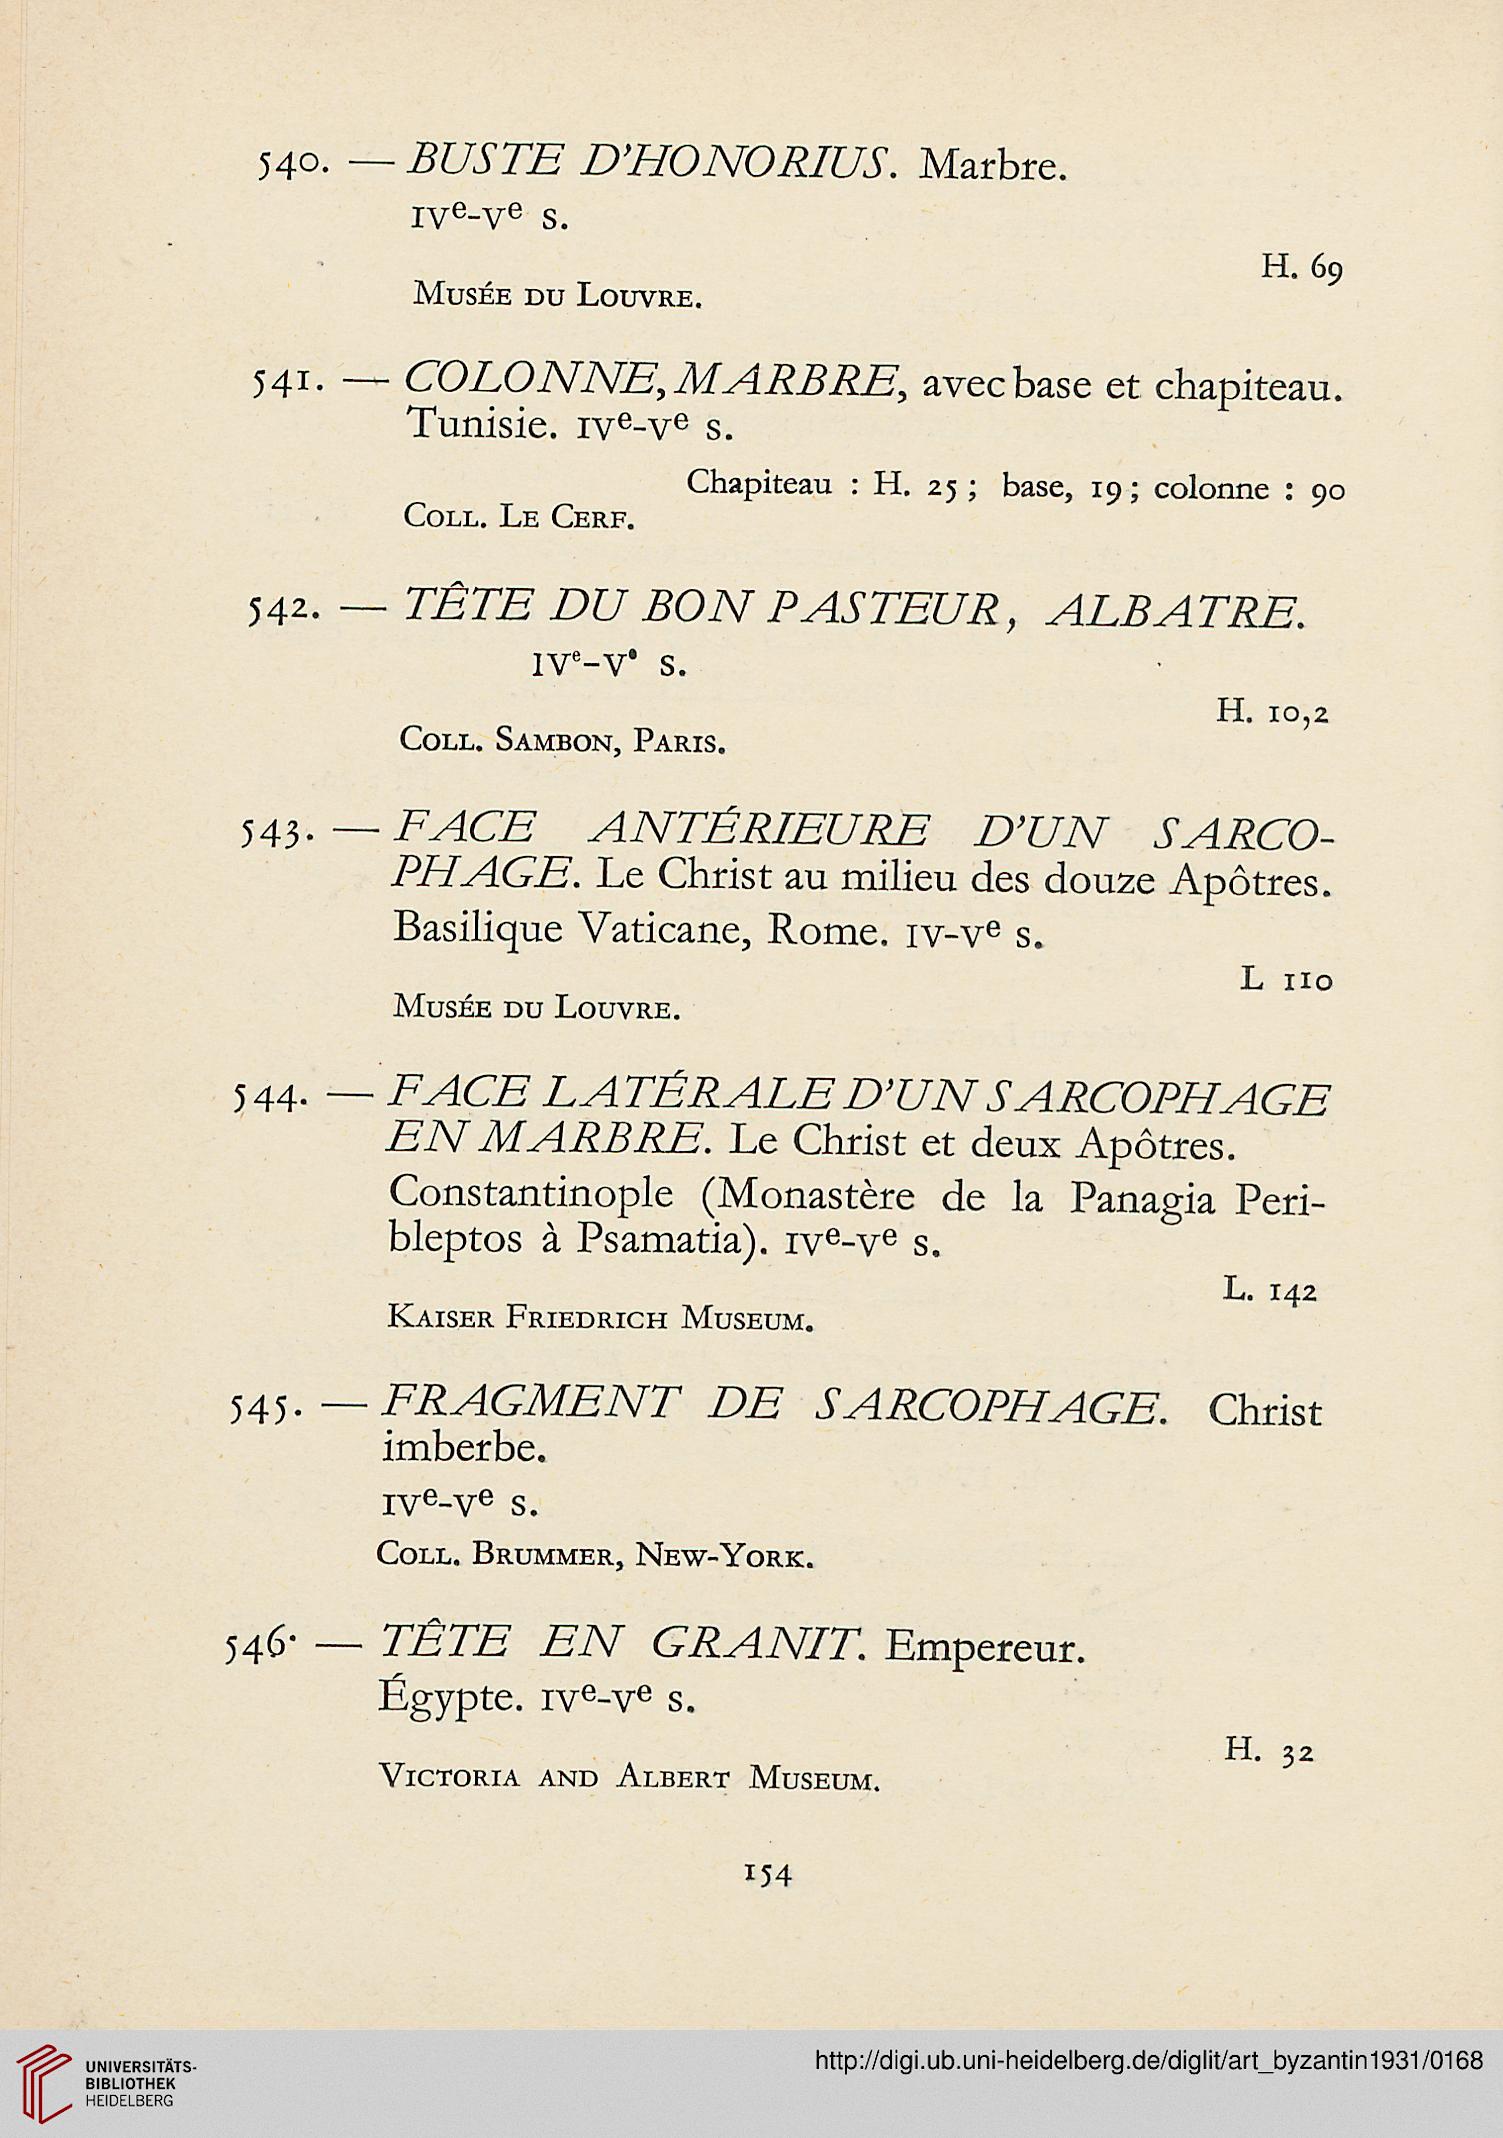 540. — BUSTE D'HONORIUS. Marbre.
IVe-Ve s.
H. 69
Musée du Louvre.
541. — COLONNE, MARBRE, avec base et chapiteau.
Tunisie. IVe-Ve s.
Chapiteau : H. 25 ; base, 19 ; colonne : 90
Coll. Le Cerf.
542. — TÊTE DU BON PASTEUR, ALBATRE.
IVe-Ve s.
H. 10,2
Coll. Sambon, Paris.
543. — FACE ANTÉRIEURE D'UN SARCO-
PHAGE. Le Christ au milieu des douze Apôtres.
Basilique Vaticane, Rome. IV-Ve s.
L 110
Musée du Louvre.
544. — FACE LATÉRALE D'UN SARCOPHAGE
EN MARBRE. Le Christ et deux Apôtres.
Constantinople (Monastère de la Panagia Peri-
bleptos à Psamatia). IVe-Ve s.
L. 142
Kaiser Friedrich Museum.
545. — FRAGMENT DE SARCOPHAGE. Christ
imberbe.
IVe-Ve s.
Coll. Brummer, New-York.
546. — TÊTE EN GRANIT. Empereur.
Égypte. IVe-Ve s.
H. 32
Victoria and Albert Museum.
154
UNIVERSITÄTS-
BIBLIOTHEK
HEIDELBERG
http://digi.ub.uni-heidelberg.de/diglit/art_byzantin1931/0168